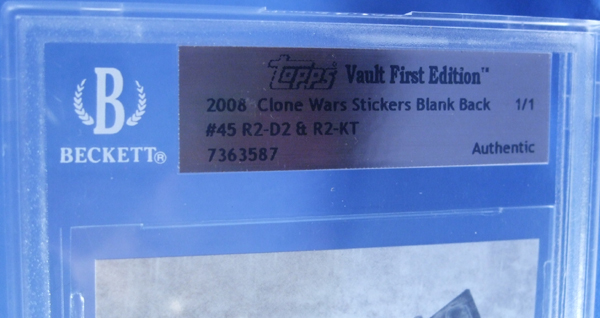 topps Vault First Edition™
2008 Clone Wars Stickers Blank Back 1/1
#45 R2-D2 & R2-KT
7363587 Authentic
B
BECKETT®